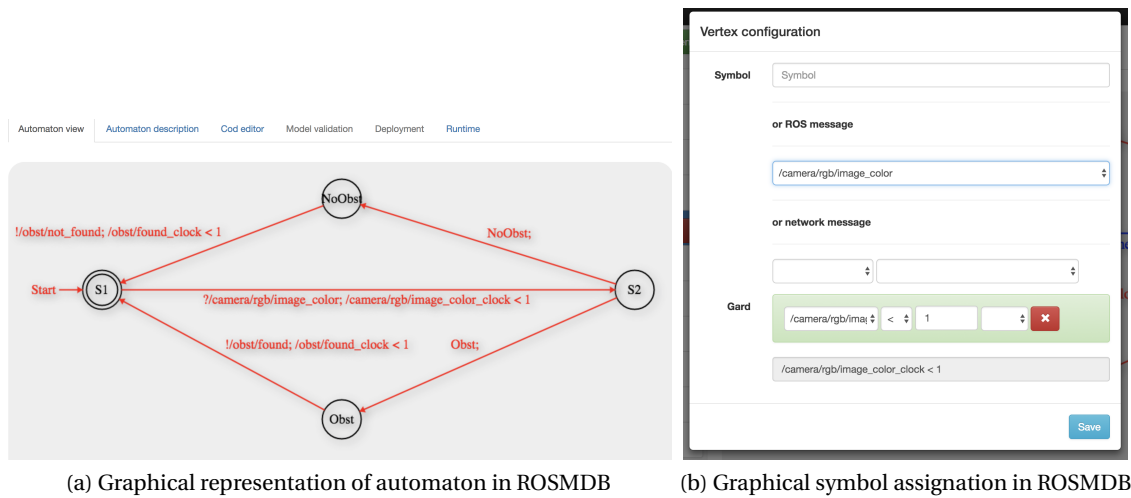 Automaton view Automaton description Cod editor Model validation Deployment Runtime
NoObst
!/obst/not_found; /obst/found_clock < 1
NoObst;
Start
S1
S2
?/camera/rgb/image_color; /camera/rgb/image_color_clock < 1
!/obst/found; /obst/found_clock < 1
Obst;
Obst
(a) Graphical representation of automaton in ROSMDB
Vertex configuration
Symbol Symbol
or ROS message
/camera/rgb/image_color
or network message
Gard
/camera/rgb/imag < 1
/camera/rgb/image_color_clock < 1
Save
(b) Graphical symbol assignation in ROSMDB